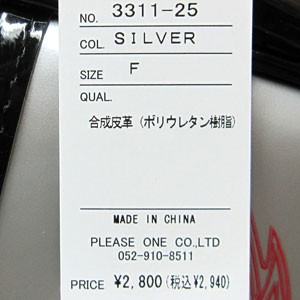 NO. 3311-25
COL. SILVER
SIZE F
QUAL.
合成皮革 (ポリウレタン樹脂)
MADE IN CHINA
PLEASE ONE CO.,LTD
052-910-8511
PRICE ¥2,800(税込¥2,940)